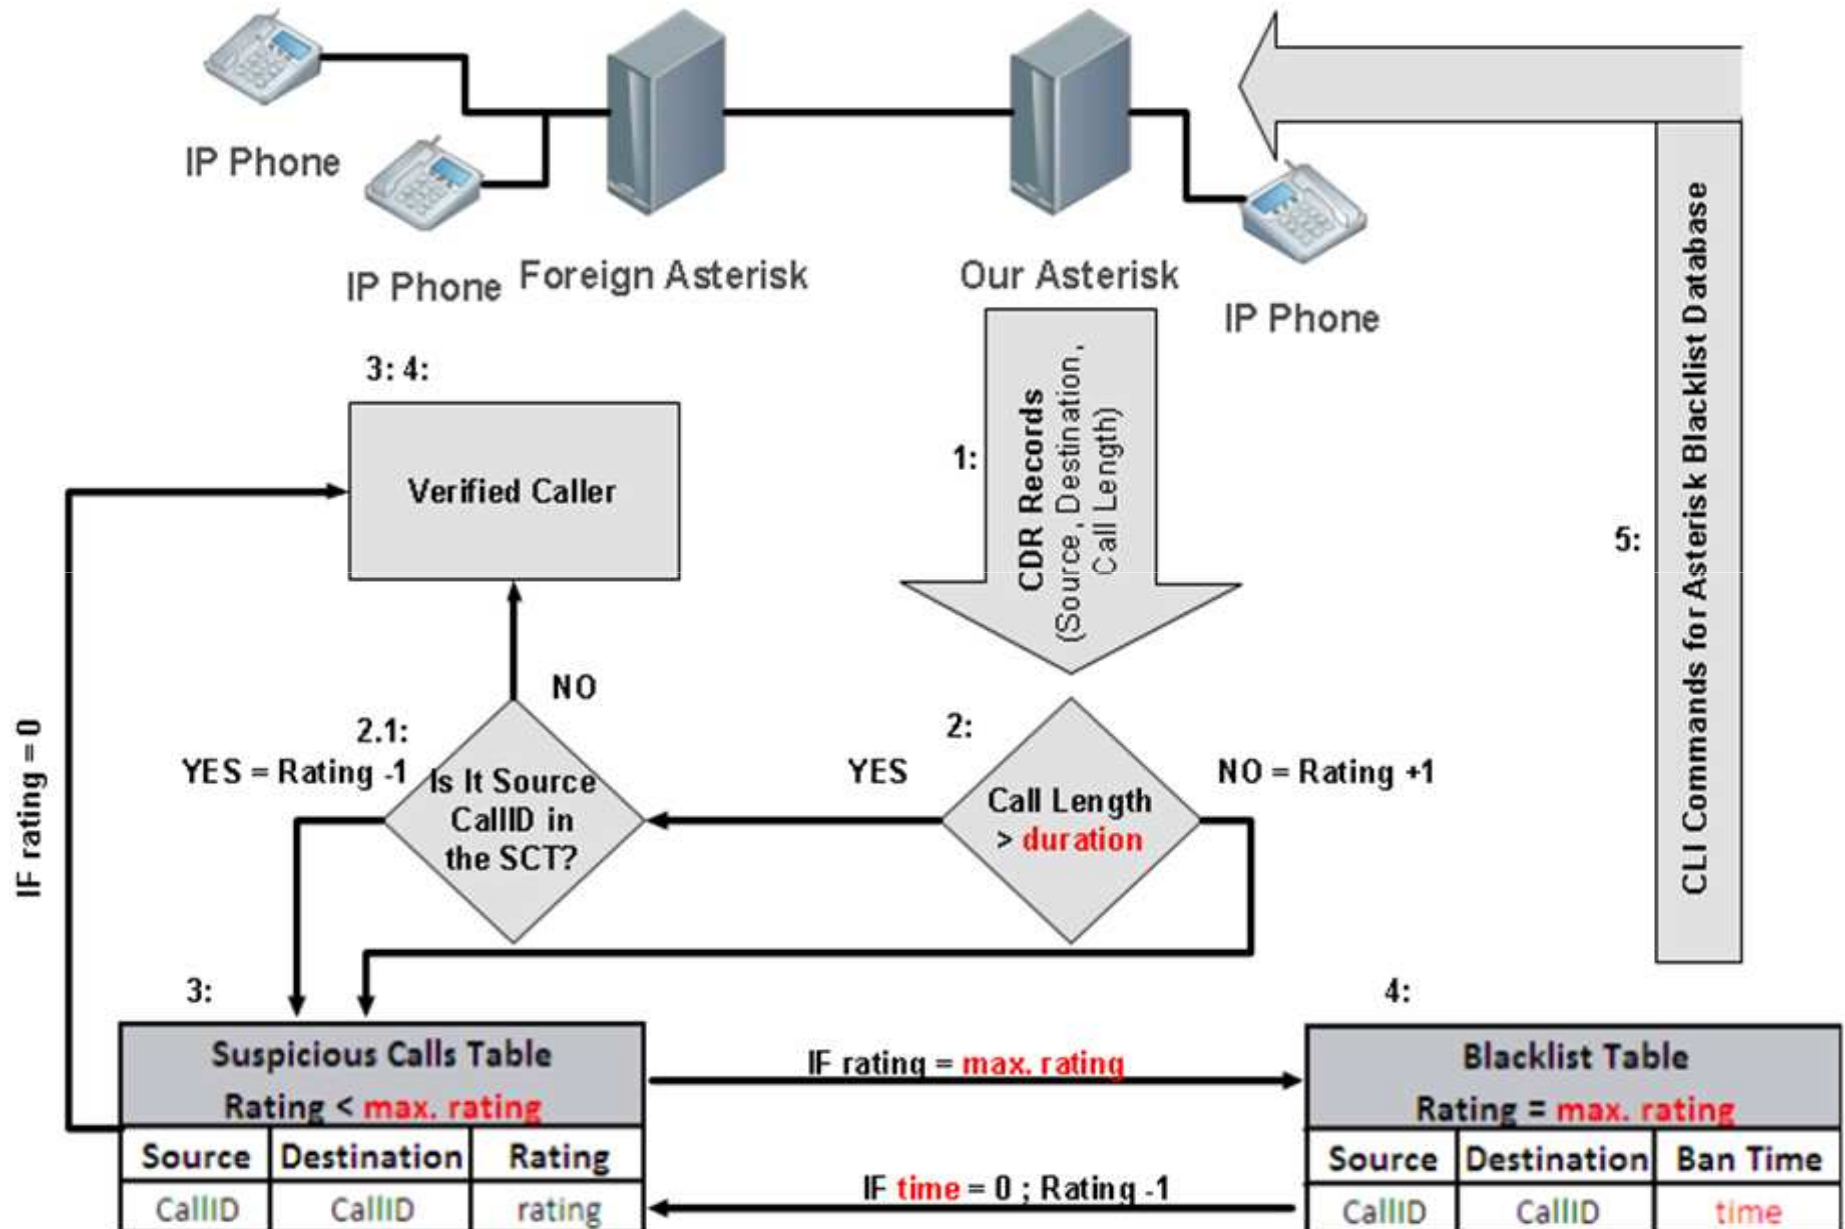 IP Phone
IP Phone
Foreign Asterisk
Our Asterisk
IP Phone
3: 4:
Verified Caller
1:
CDR Records
(Source, Destination,
Call Length)
5:
CLI Commands for Asterisk Blacklist Database
NO
2.1:
YES = Rating -1
Is It Source
CallID in
the SCT?
YES
2:
Call Length
> duration
NO = Rating +1
IF rating = 0
3:
Suspicious Calls Table
Rating < max. rating
Source Destination Rating
CallID CallID rating
IF rating = max. rating
IF time = 0 ; Rating -1
4:
Blacklist Table
Rating = max. rating
Source Destination Ban Time
CallID CallID time